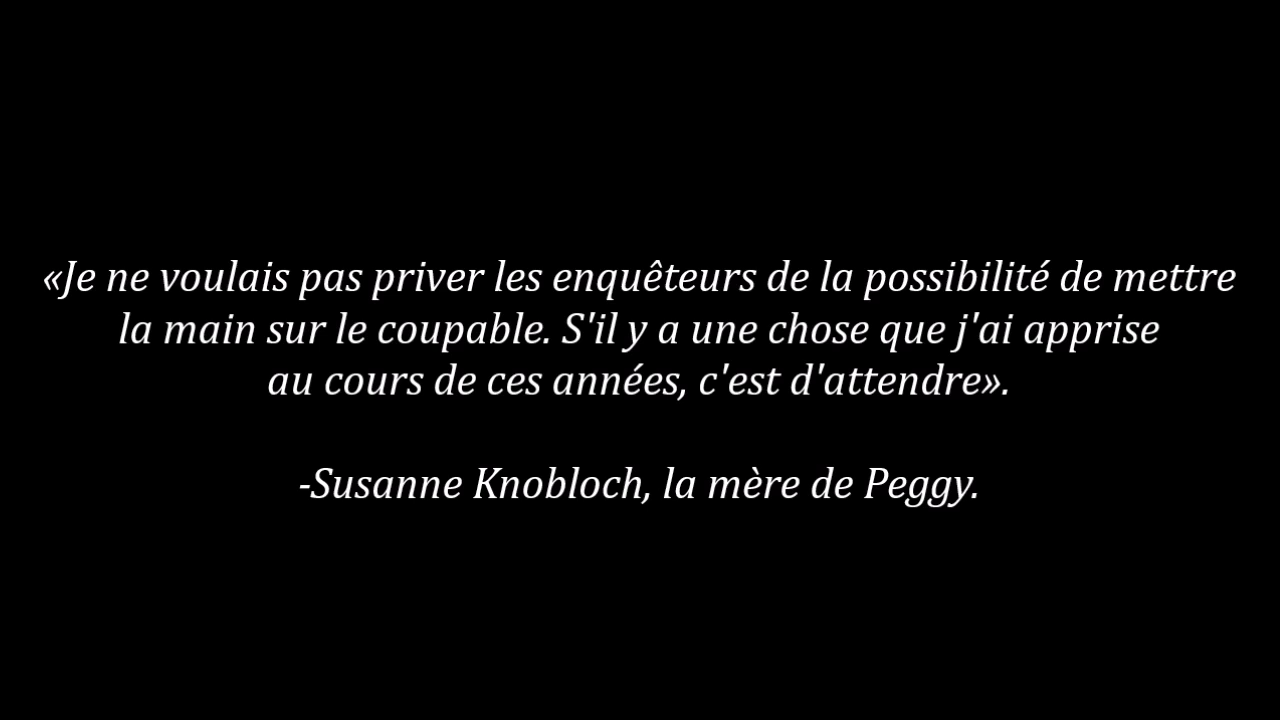 «Je ne voulais pas priver les enquêteurs de la possibilité de mettre
la main sur le coupable. S'il y a une chose que j'ai apprise
au cours de ces années, c'est d'attendre».
-Susanne Knobloch, la mère de Peggy.